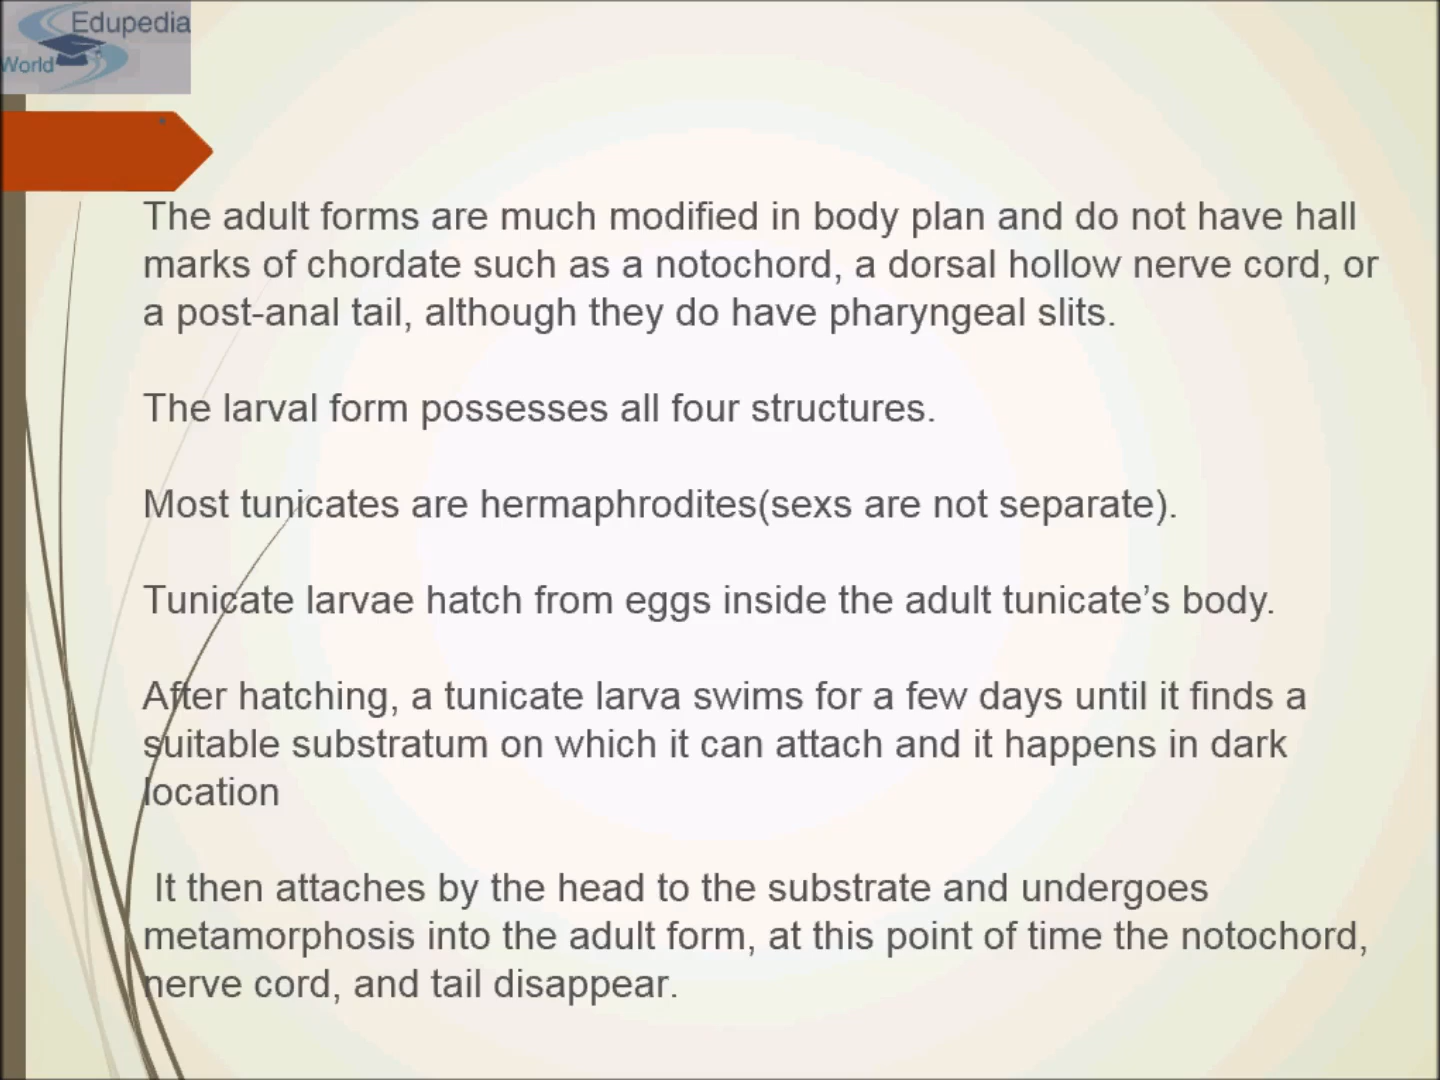 Edupedia
World
The adult forms are much modified in body plan and do not have hall
marks of chordate such as a notochord, a dorsal hollow nerve cord, or
a post-anal tail, although they do have pharyngeal slits.
The larval form possesses all four structures.
Most tunicates are hermaphrodites(sexs are not separate).
Tunicate larvae hatch from eggs inside the adult tunicate’s body.
After hatching, a tunicate larva swims for a few days until it finds a
suitable substratum on which it can attach and it happens in dark
location
It then attaches by the head to the substrate and undergoes
metamorphosis into the adult form, at this point of time the notochord,
nerve cord, and tail disappear.